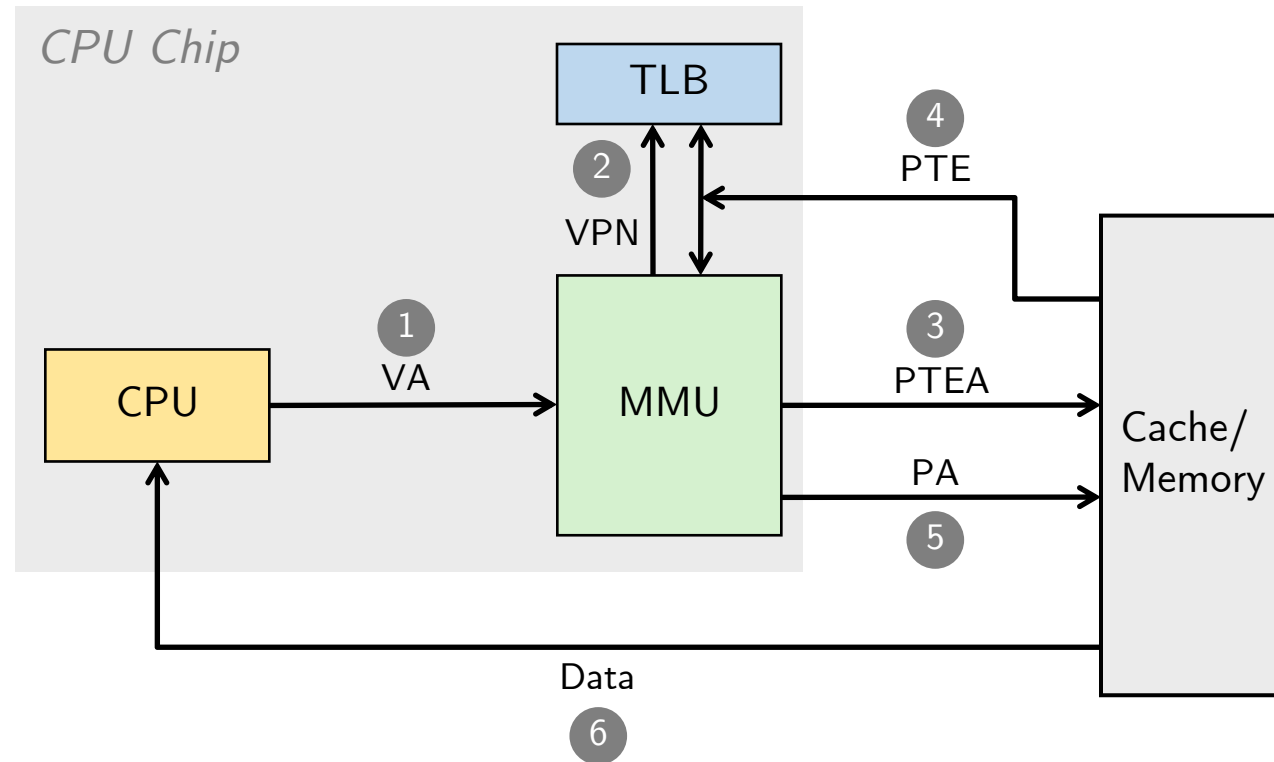 CPU Chip
TLB
4
PTE
2
VPN
1
VA
3
PTEA
CPU
MMU
Cache/
Memory
PA
5
Data
6